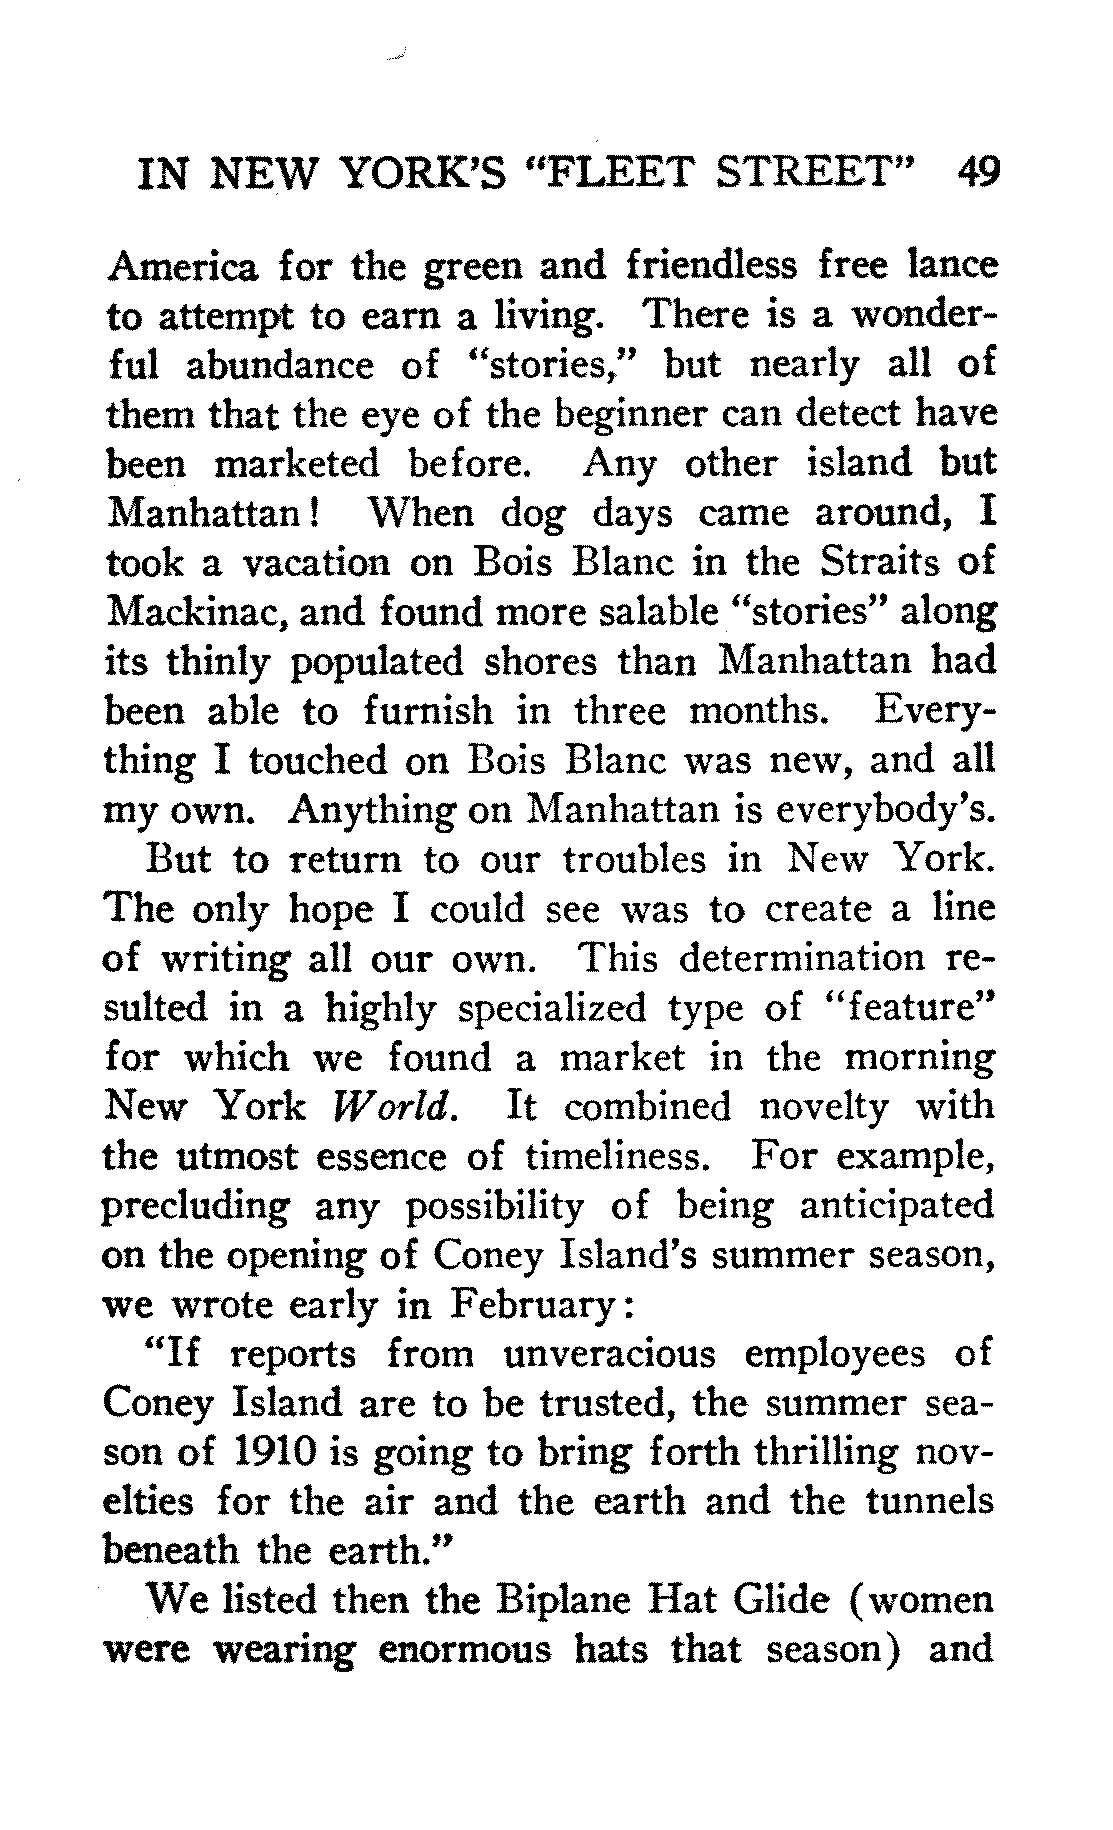 IN NEW YORK'S "FLEET STREET" 49
America for the green and friendless free lance
to attempt to earn a living. There is a wonder-
ful abundance of "stories," but nearly all of
them that the eye of the beginner can detect have
been marketed before. Any other island but
Manhattan! When dog days came around, I
took a vacation on Bois Blanc in the Straits of
Mackinac, and found more salable "stories" along
its thinly populated shores than Manhattan had
been able to furnish in three months. Every-
thing I touched on Bois Blanc was new, and all
my own. Anything on Manhattan is everybody's.
But to return to our troubles in New York.
The only hope I could see was to create a line
of writing all our own. This determination re-
sulted in a highly specialized type of "feature"
for which we found a market in the morning
New York World. It combined novelty with
the utmost essence of timeliness. For example,
precluding any possibility of being anticipated
on the opening of Coney Island's summer season,
we wrote early in February:
"If reports from unveracious employees of
Coney Island are to be trusted, the summer sea-
son of 1910 is going to bring forth thrilling nov-
elties for the air and the earth and the tunnels
beneath the earth."
We listed then the Biplane Hat Glide (women
were wearing enormous hats that season) and